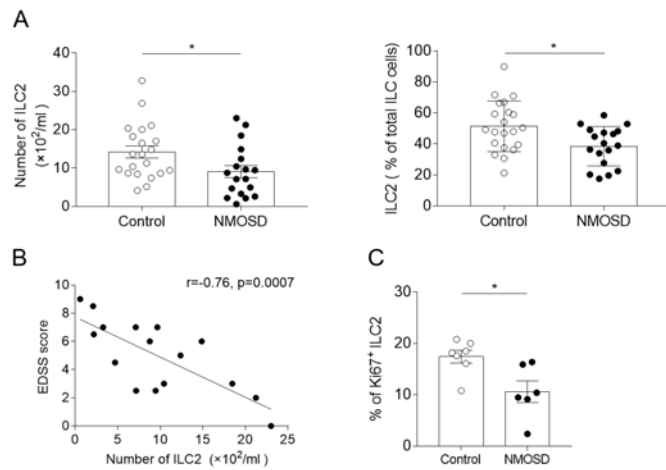 A
Number of ILC2
(×10²/ml)
40
30
20
10
0
*
Control
NMOSD
ILC2 ( % of total ILC cells)
100
80
60
40
20
0
*
Control
NMOSD
B
r=-0.76, p=0.0007
EDSS score
10
8
6
4
2
0
0
5
10
15
20
25
Number of ILC2 (×10²/ml )
C
% of Ki67⁺ ILC2
30
20
10
0
*
Control
NMOSD